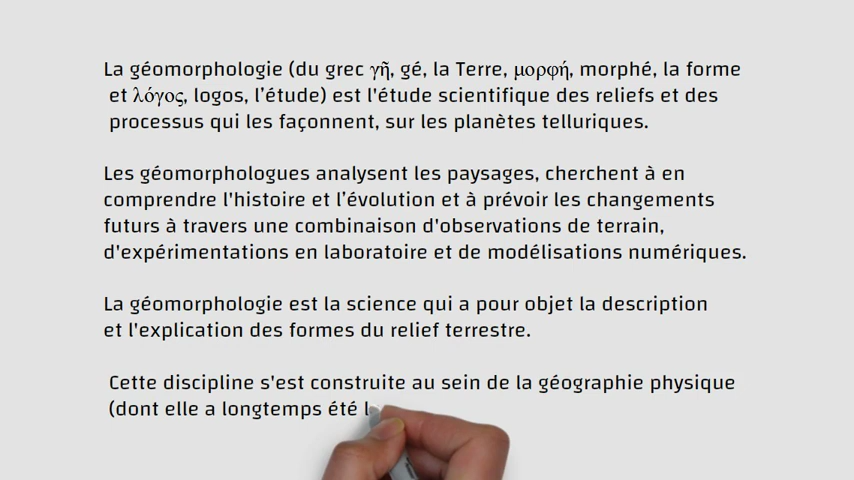 La géomorphologie (du grec γῆ, gé, la Terre, μορφή, morphé, la forme
et λόγος, logos, l’étude) est l'étude scientifique des reliefs et des
processus qui les façonnent, sur les planètes telluriques.
Les géomorphologues analysent les paysages, cherchent à en
comprendre l'histoire et l’évolution et à prévoir les changements
futurs à travers une combinaison d'observations de terrain,
d'expérimentations en laboratoire et de modélisations numériques.
La géomorphologie est la science qui a pour objet la description
et l'explication des formes du relief terrestre.
Cette discipline s'est construite au sein de la géographie physique
(dont elle a longtemps été